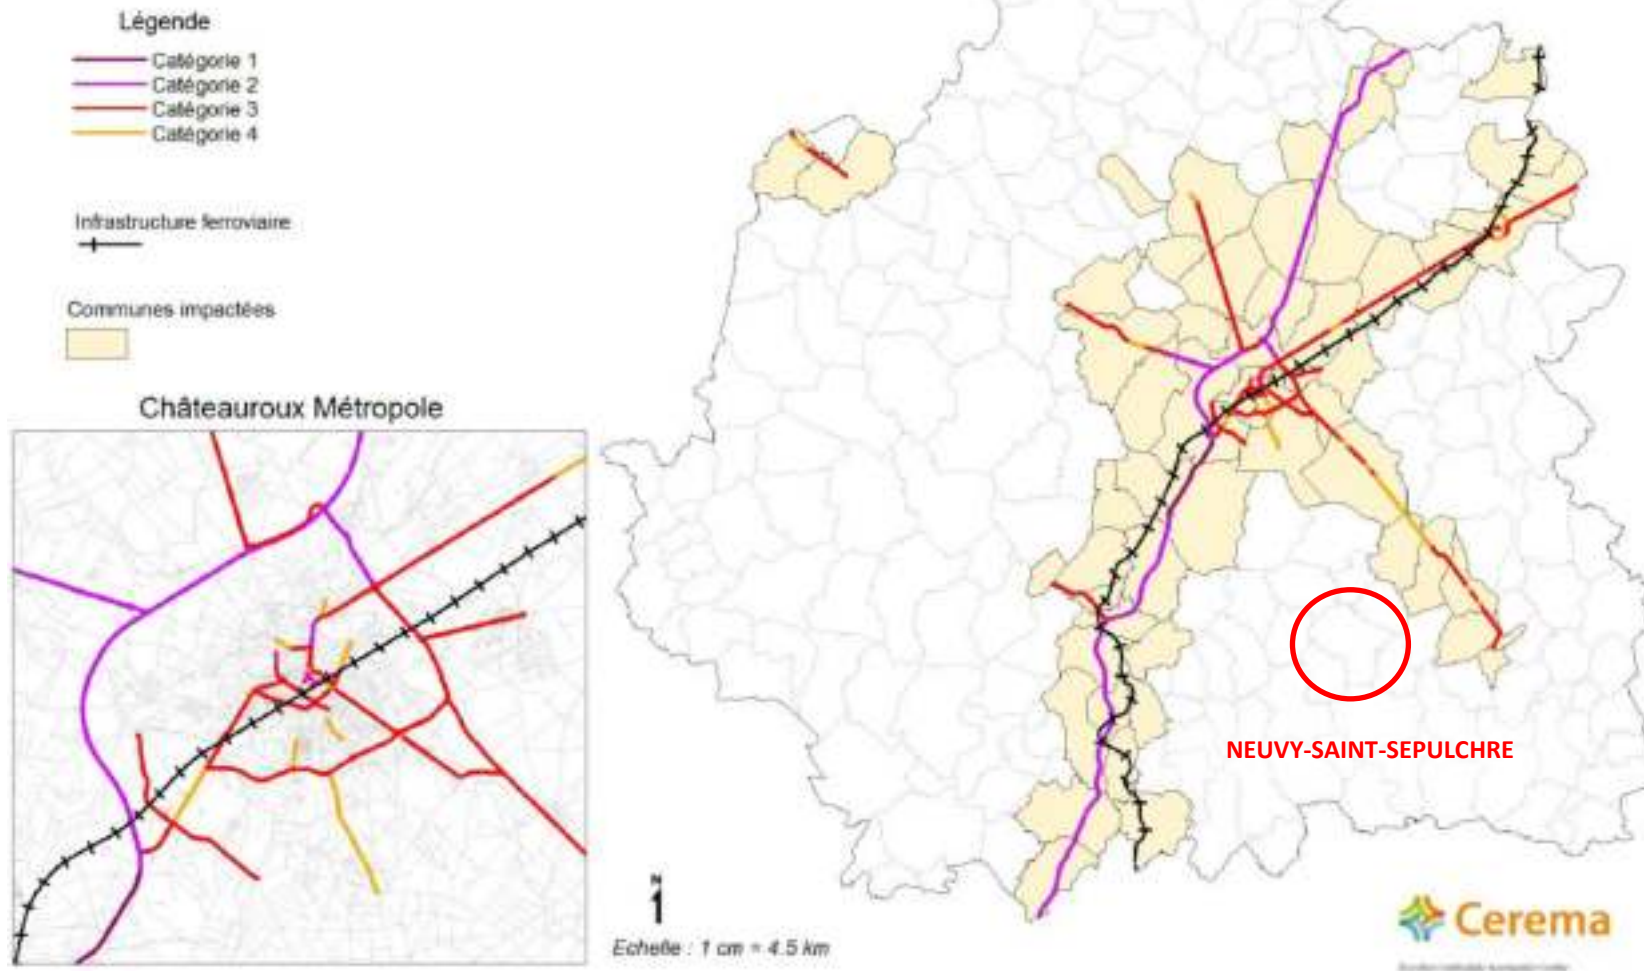 Légende
Catégorie 1
Catégorie 2
Catégorie 3
Catégorie 4
Infrastructure ferroviaire
Communes impactées
Châteauroux Métropole
NEUVY-SAINT-SEPULCHRE
N
1
Echelle : 1 cm = 4.5 km
Cerema